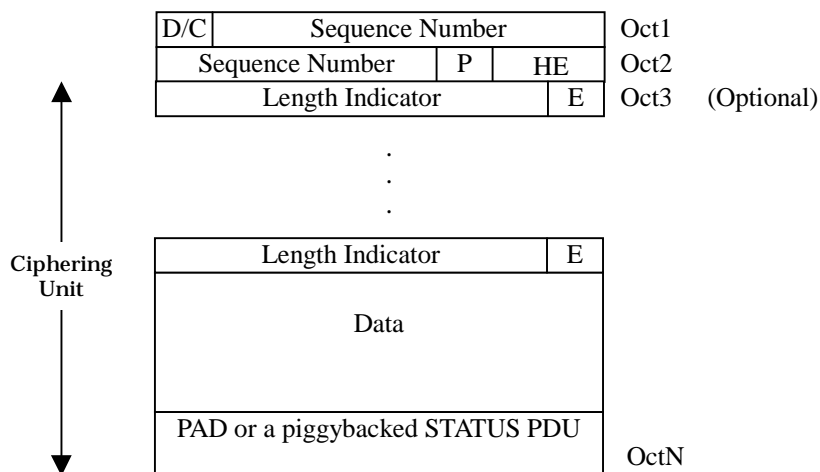 D/C Sequence Number Oct1
Sequence Number P HE Oct2
Length Indicator E Oct3 (Optional)
.
.
.
Length Indicator E
Ciphering
Unit
Data
PAD or a piggybacked STATUS PDU
OctN